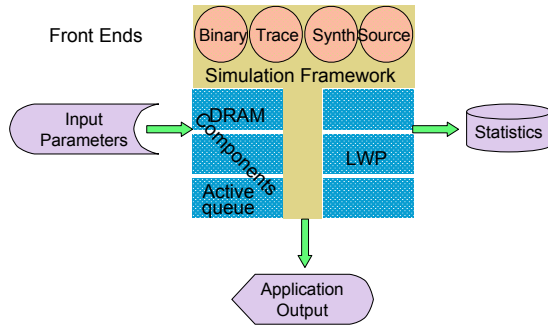 Front Ends
Binary Trace Synth Source
Simulation Framework
Input
Parameters
DRAM
Components
LWP
Active
queue
Statistics
Application
Output